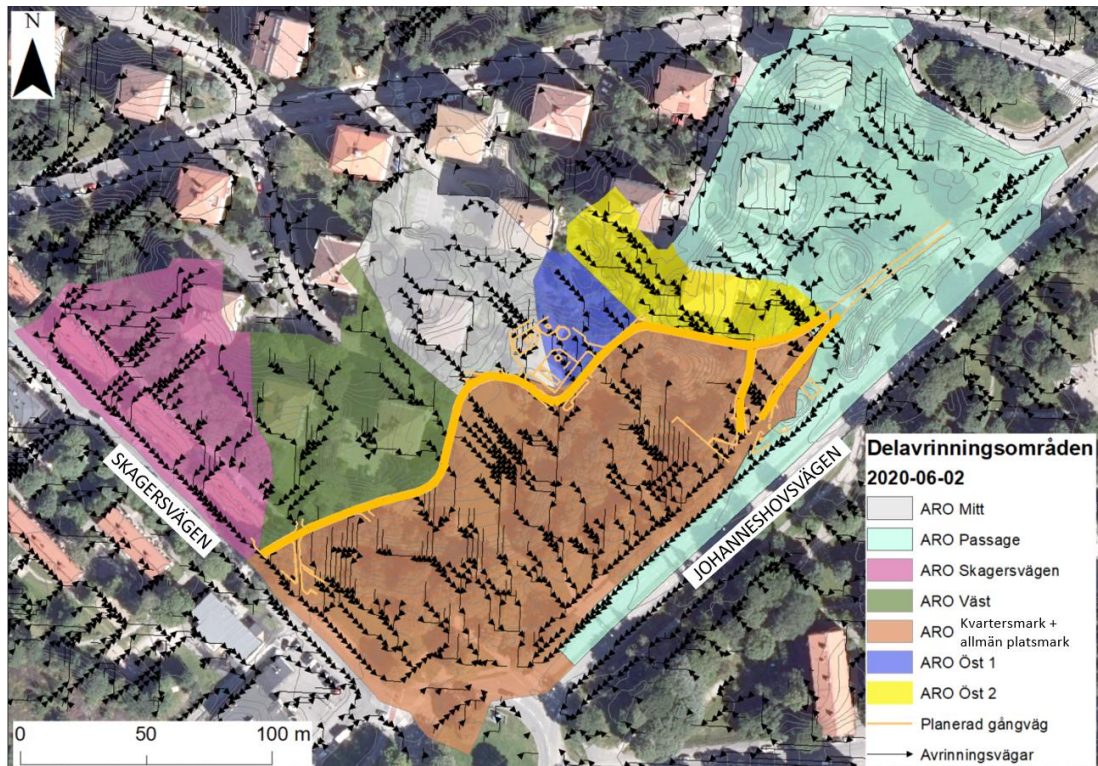 N
SKAGERSVÄGEN
JOHANNESHOVSVÄGEN
Delavrinningsområden
2020-06-02
ARO Mitt
ARO Passage
ARO Skagersvägen
ARO Väst
ARO Kvartersmark +
allmän platsmark
ARO Öst 1
ARO Öst 2
Planerad gångväg
Avrinningsvägar
0 50 100 m